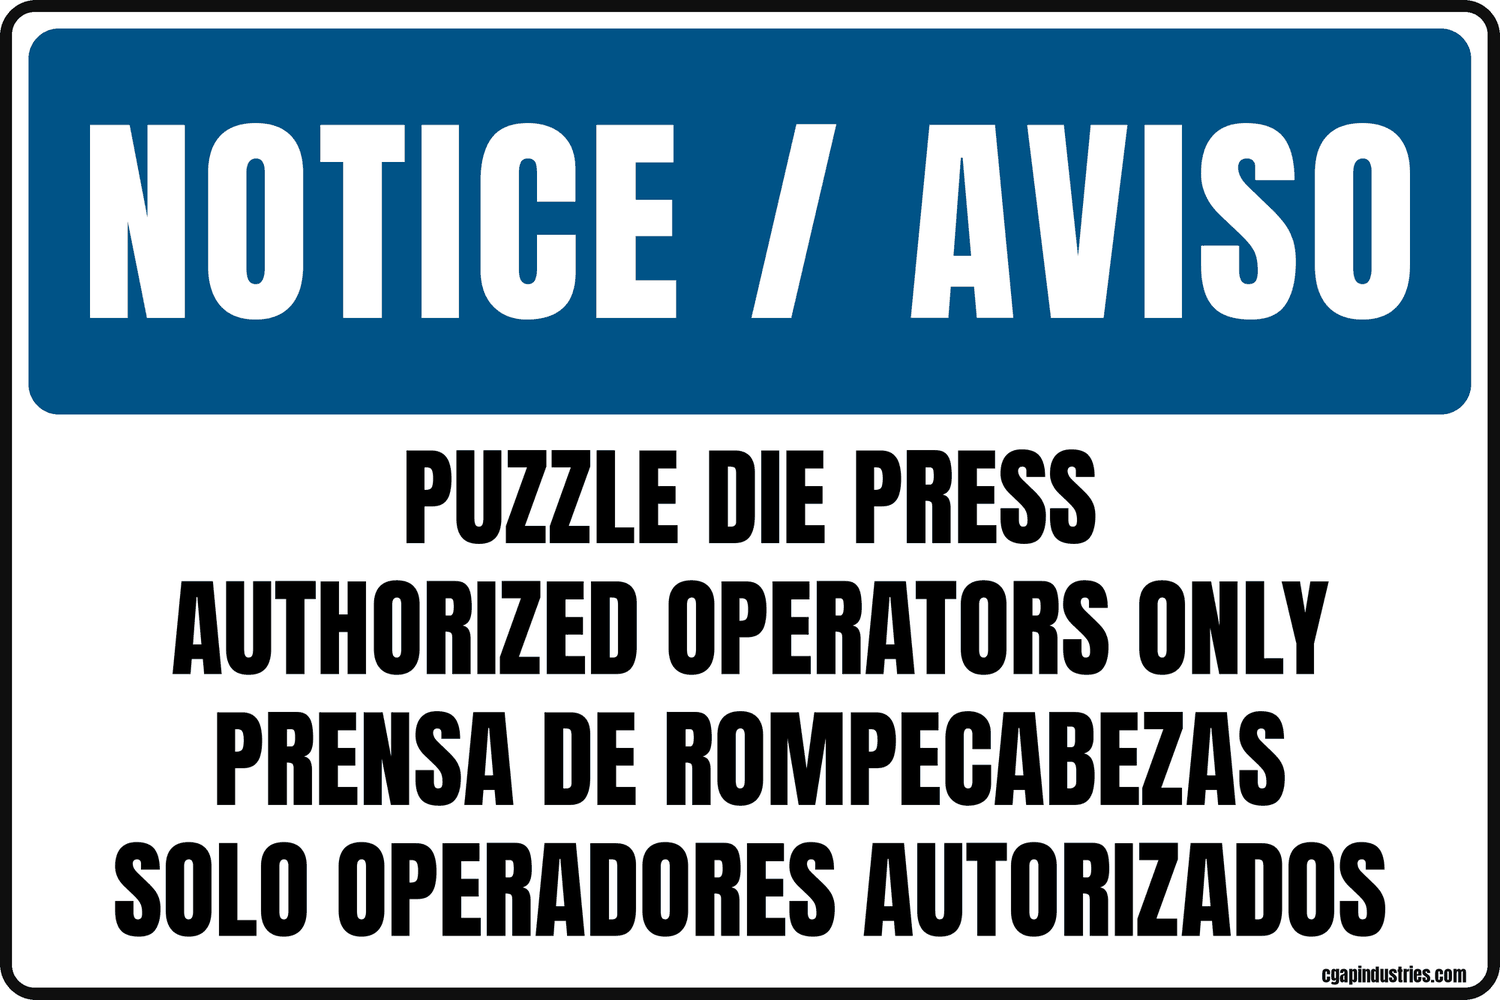 NOTICE / AVISO
PUZZLE DIE PRESS
AUTHORIZED OPERATORS ONLY
PRENSA DE ROMPECABEZAS
SOLO OPERADORES AUTORIZADOS
cgapindustries.com